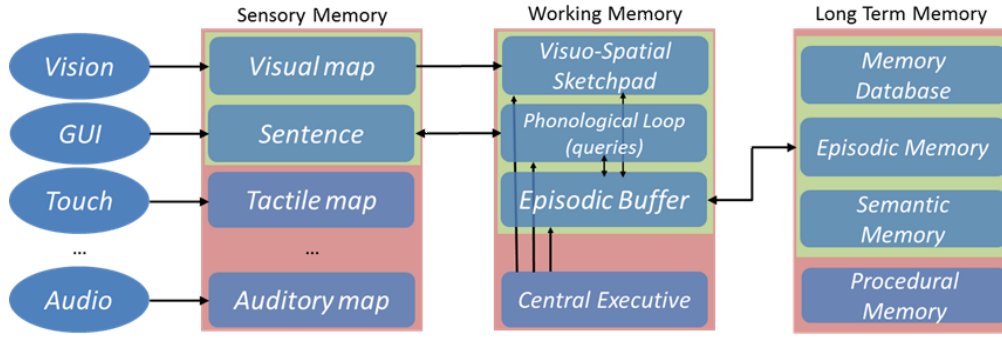 Sensory Memory
Working Memory
Long Term Memory
Vision
Visual map
Visuo-Spatial
Sketchpad
Memory
Database
GUI
Sentence
Phonological Loop
(queries)
Episodic Memory
Touch
Tactile map
Episodic Buffer
Semantic
Memory
...
...
Audio
Auditory map
Central Executive
Procedural
Memory